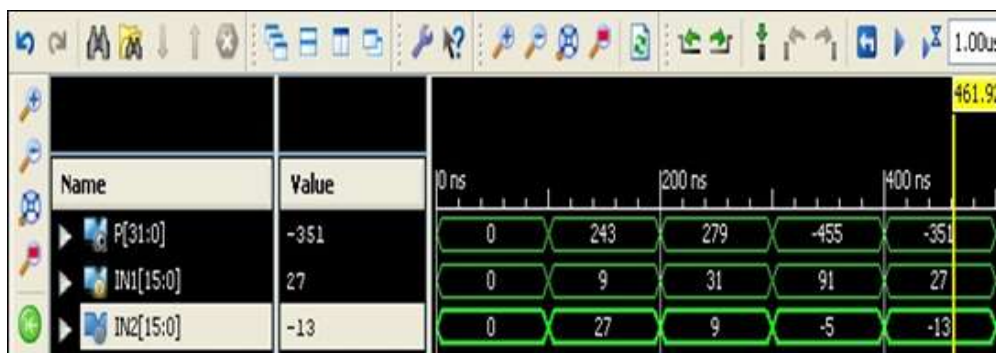 1.00us
461.92
Name Value 0 ns 200 ns 400 ns
P[31:0] -351 0 243 279 -455 -351
IN1[15:0] 27 0 9 31 91 27
IN2[15:0] -13 0 27 9 -5 -13